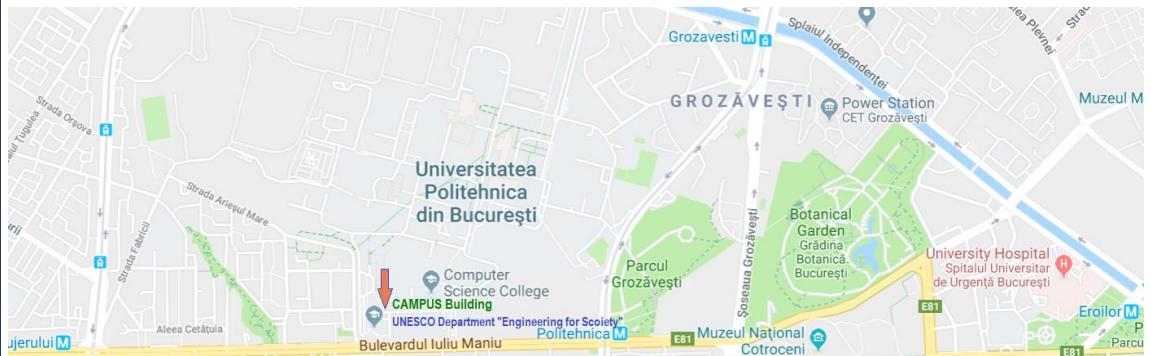 Grozavesti M
Splaiul Independenței
Aleea Plevnei
GROZĂVEȘTI
Power Station
CET Grozăvești
Muzeul M
Strada Orșova
Universitatea
Politehnica
din București
Strada Arieșul Mare
Strada Fabricii
Botanical
Garden
Grădina
Botanică
București
Șoseaua Grozăvești
Parcul
Grozăvești
University Hospital
Spitalul Universitar
de Urgență București
H
Computer
Science College
CAMPUS Building
UNESCO Department "Engineering for Scoiety"
E81
Eroilor M
Aleea Cetățuia
Politehnica M
E81
Muzeul Național
Cotroceni
ujerului M
Bulevardul Iuliu Maniu
E81
Parcu